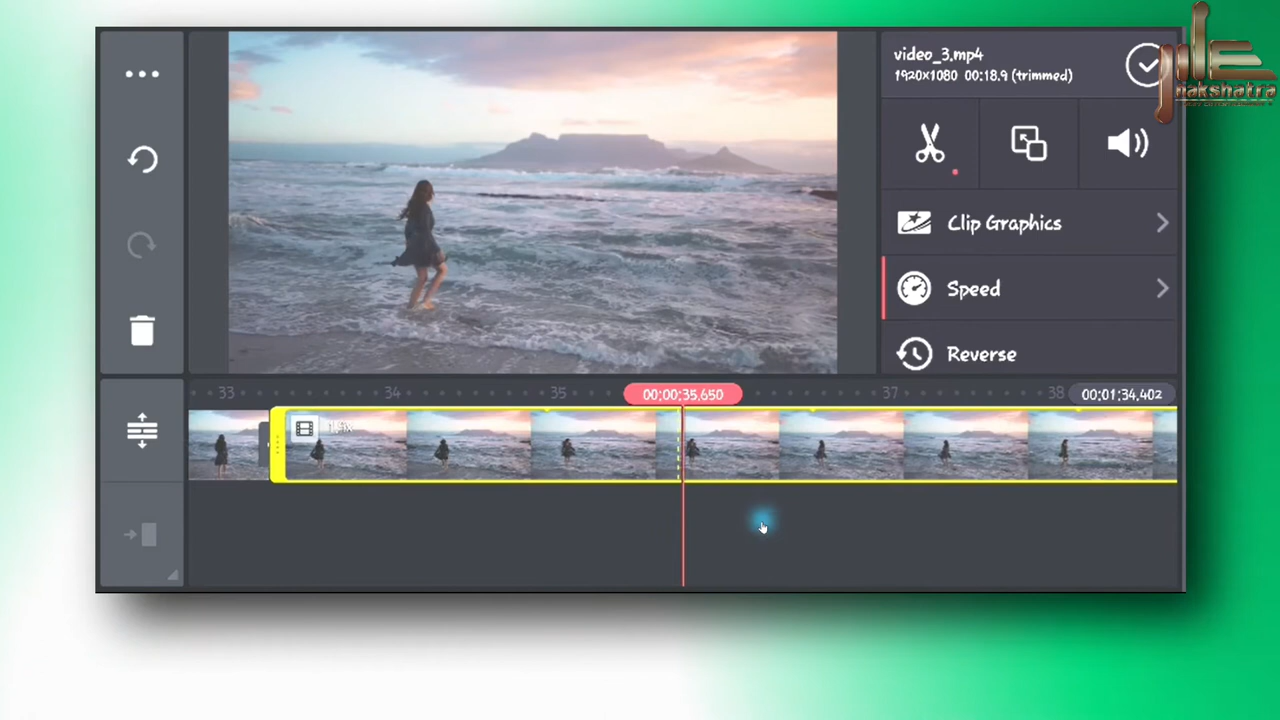 video_3.mp4
1920x1080 00:18.9 (trimmed)
nakshatra
Clip Graphics
Speed
Reverse
33
34
35
00:00:35,650
37
38
00:01:34,402